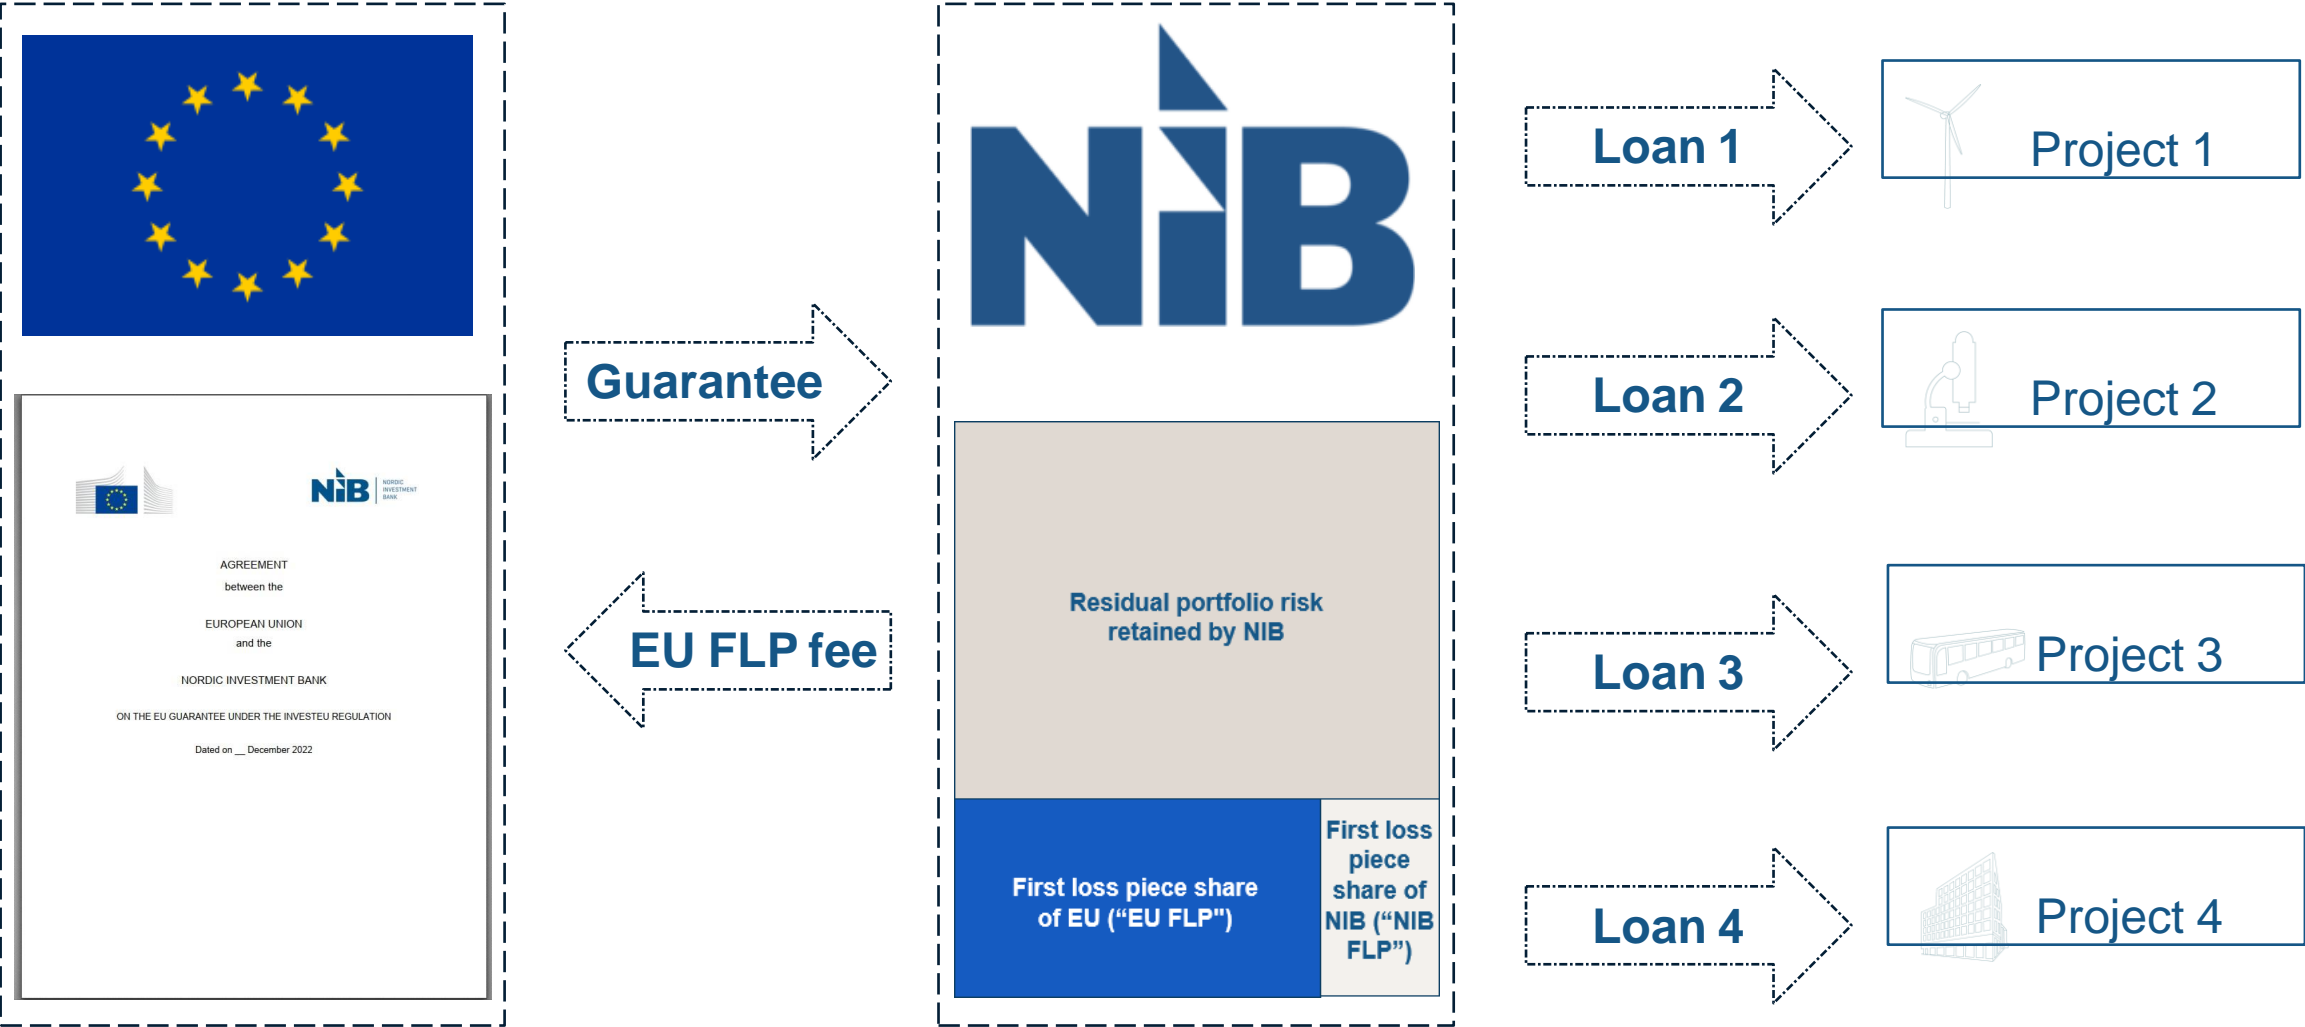 NORDIC
INVESTMENT
BANK
NiB
AGREEMENT
between the
EUROPEAN UNION
and the
NORDIC INVESTMENT BANK
ON THE EU GUARANTEE UNDER THE INVESTEU REGULATION
Dated on __ December 2022
Guarantee
EU FLP fee
NiB
Residual portfolio risk
retained by NIB
First loss piece share
of EU (“EU FLP")
First loss
piece
share of
NIB (“NIB
FLP”)
Loan 1
Project 1
Loan 2
Project 2
Loan 3
Project 3
Loan 4
Project 4